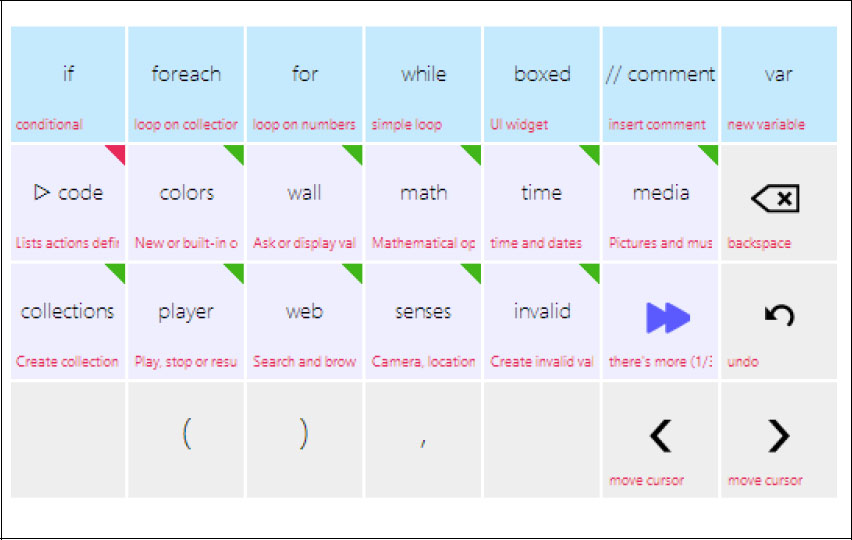 if foreach for while boxed // comment var
conditional loop on collection loop on numbers simple loop UI widget insert comment new variable
▷ code colors wall math time media
Lists actions defin New or built-in o Ask or display val Mathematical op time and dates Pictures and mus backspace
collections player web senses invalid
Create collection Play, stop or resu Search and brow Camera, location Create invalid val there's more (1/3 undo
( ) ,
move cursor move cursor